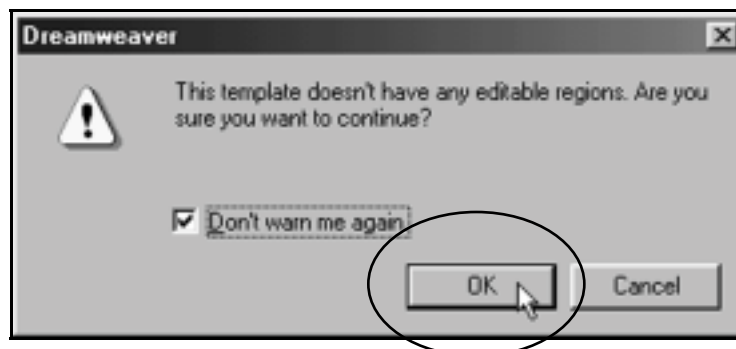 Dreamweaver
This template doesn't have any editable regions. Are you
sure you want to continue?
Don't warn me again
OK
Cancel